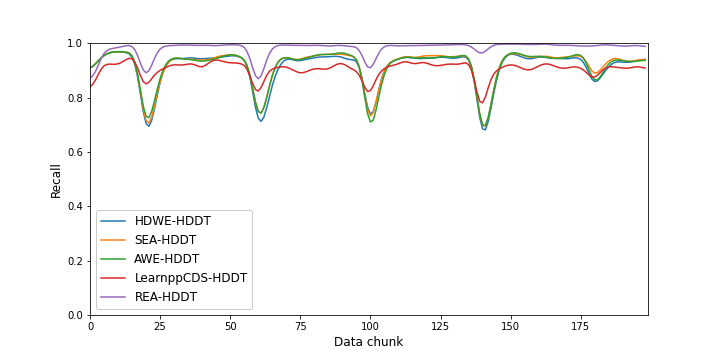 1.0
0.8
0.6
0.4
0.2
0.0
Recall
HDWE-HDDT
SEA-HDDT
AWE-HDDT
LearnppCDS-HDDT
REA-HDDT
0 25 50 75 100 125 150 175
Data chunk